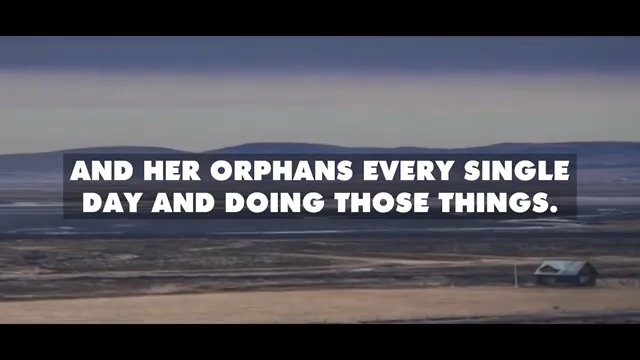 AND HER ORPHANS EVERY SINGLE
DAY AND DOING THOSE THINGS.